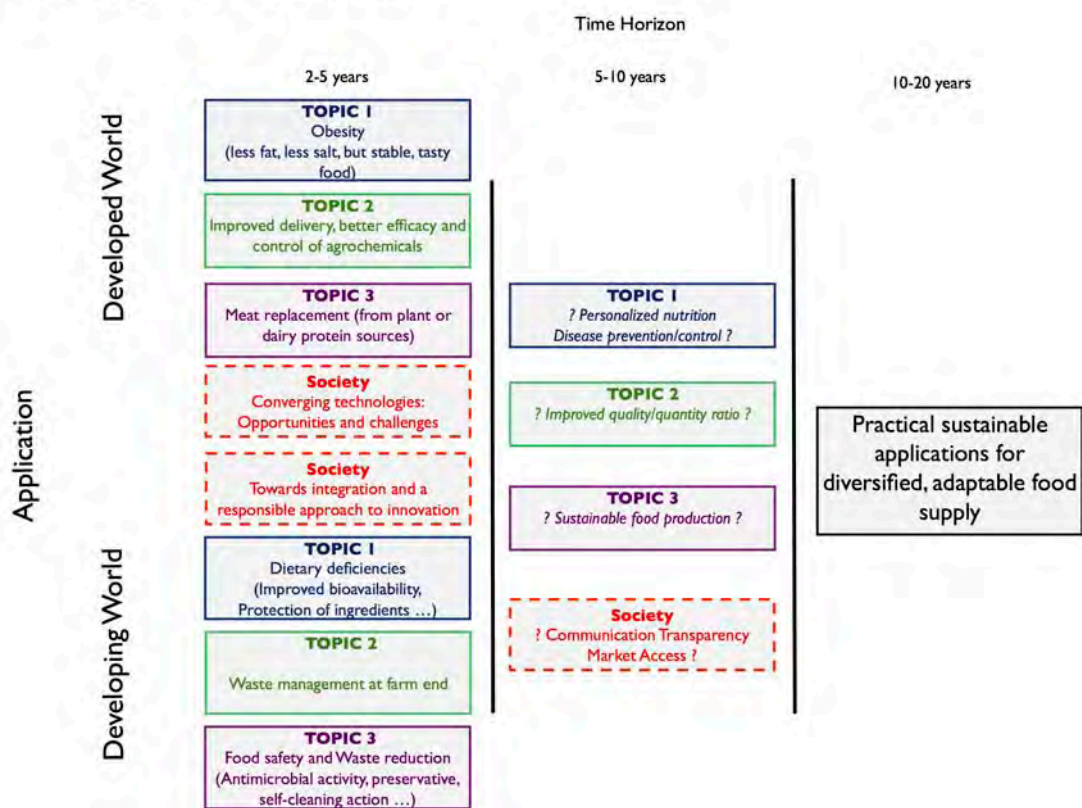 Time Horizon
2-5 years
5-10 years
10-20 years
Application
Developed World
Developing World
TOPIC 1
Obesity
(less fat, less salt, but stable, tasty
food)
TOPIC 2
Improved delivery, better efficacy and
control of agrochemicals
TOPIC 3
Meat replacement (from plant or
dairy protein sources)
Society
Converging technologies:
Opportunities and challenges
Society
Towards integration and a
responsible approach to innovation
TOPIC 1
Dietary deficiencies
(Improved bioavailability,
Protection of ingredients ...)
TOPIC 2
Waste management at farm end
TOPIC 3
Food safety and Waste reduction
(Antimicrobial activity, preservative,
self-cleaning action ...)
TOPIC 1
? Personalized nutrition
Disease prevention/control ?
TOPIC 2
? Improved quality/quantity ratio ?
TOPIC 3
? Sustainable food production ?
Society
? Communication Transparency
Market Access ?
Practical sustainable
applications for
diversified, adaptable food
supply